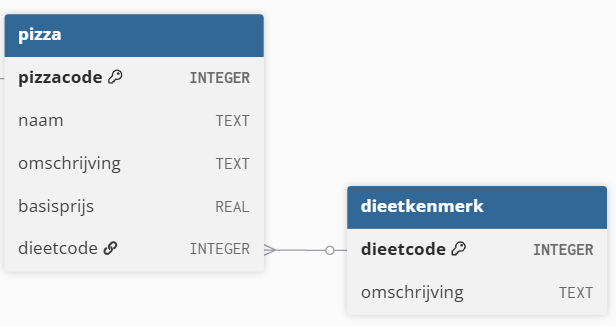 pizza
pizzacode INTEGER
naam TEXT
omschrijving TEXT
basisprijs REAL
dieetcode INTEGER
dieetkenmerk
dieetcode INTEGER
omschrijving TEXT